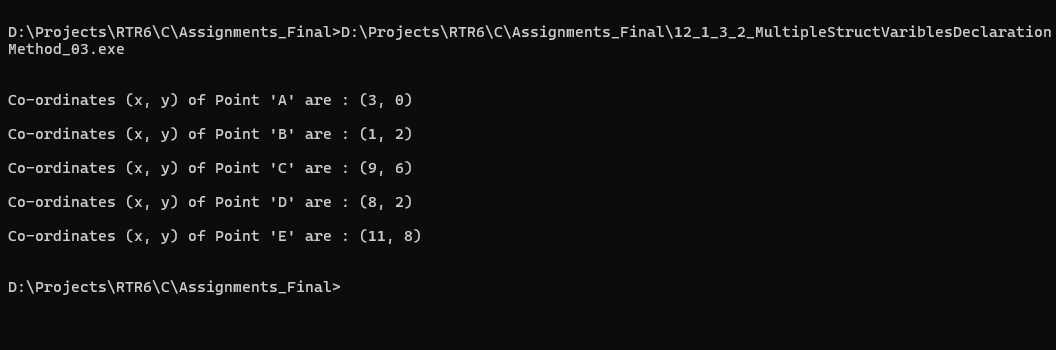 D:\Projects\RTR6\C\Assignments_Final>D:\Projects\RTR6\C\Assignments_Final\12_1_3_2_MultipleStructVariblesDeclaration
Method_03.exe
Co-ordinates (x, y) of Point 'A' are : (3, 0)
Co-ordinates (x, y) of Point 'B' are : (1, 2)
Co-ordinates (x, y) of Point 'C' are : (9, 6)
Co-ordinates (x, y) of Point 'D' are : (8, 2)
Co-ordinates (x, y) of Point 'E' are : (11, 8)
D:\Projects\RTR6\C\Assignments_Final>